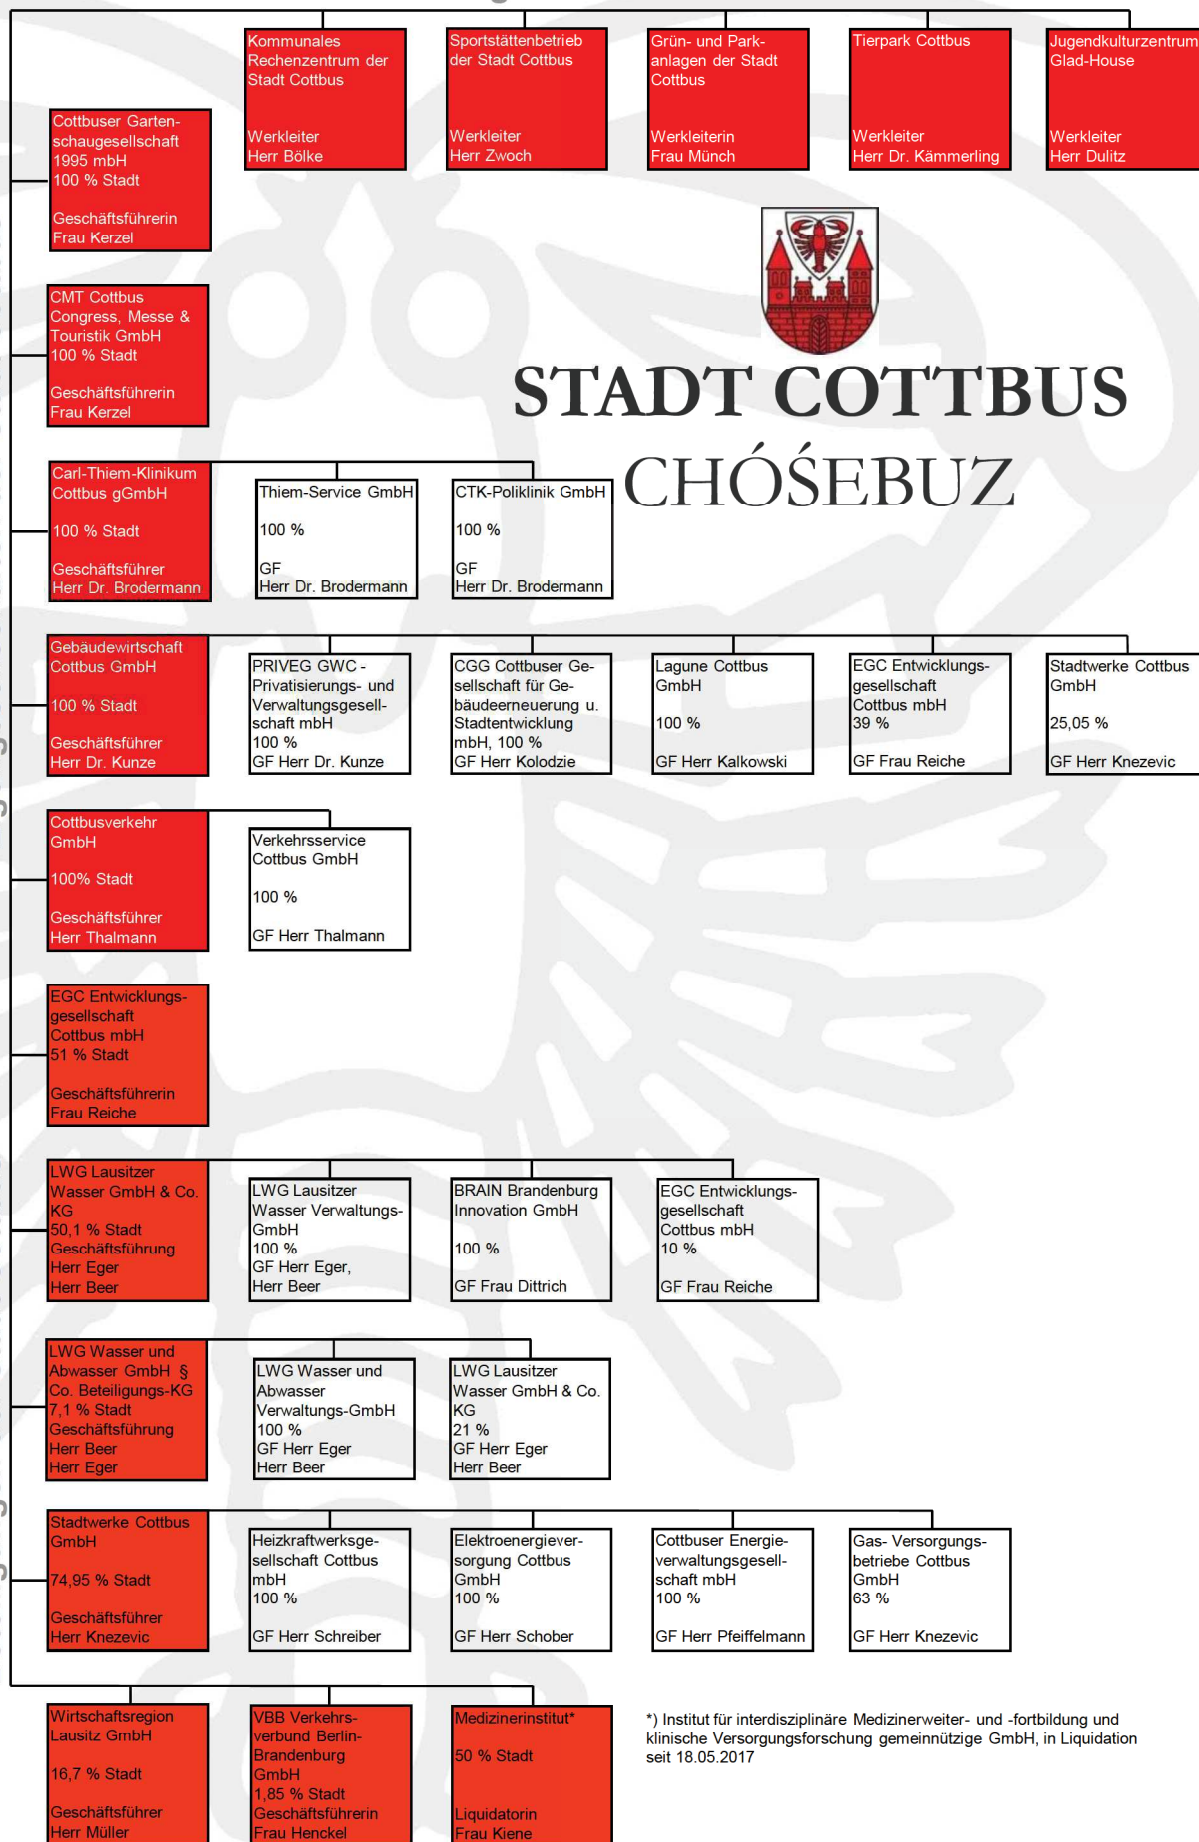 Kommunales
Rechenzentrum der
Stadt Cottbus
Werkleiter
Herr Bölke
Sportstättenbetrieb
der Stadt Cottbus
Werkleiter
Herr Zwoch
Grün- und Park-
anlagen der Stadt
Cottbus
Werkleiterin
Frau Münch
Tierpark Cottbus
Werkleiter
Herr Dr. Kämmerling
Jugendkulturzentrum
Glad-House
Werkleiter
Herr Dulitz
Cottbuser Garten-
schaugesellschaft
1995 mbH
100 % Stadt
Geschäftsführerin
Frau Kerzel
CMT Cottbus
Congress, Messe &
Touristik GmbH
100 % Stadt
Geschäftsführerin
Frau Kerzel
STADT COTTBUS
CHÓŚEBUZ
Carl-Thiem-Klinikum
Cottbus gGmbH
100 % Stadt
Geschäftsführer
Herr Dr. Brodermann
Thiem-Service GmbH
100 %
GF
Herr Dr. Brodermann
CTK-Poliklinik GmbH
100 %
GF
Herr Dr. Brodermann
Gebäudewirtschaft
Cottbus GmbH
100 % Stadt
Geschäftsführer
Herr Dr. Kunze
PRIVEG GWC -
Privatisierungs- und
Verwaltungsgesell-
schaft mbH
100 %
GF Herr Dr. Kunze
CGG Cottbuser Ge-
sellschaft für Ge-
bäudeerneuerung u.
Stadtentwicklung
mbH, 100 %
GF Herr Kolodzie
Lagune Cottbus
GmbH
100 %
GF Herr Kalkowski
EGC Entwicklungs-
gesellschaft
Cottbus mbH
39 %
GF Frau Reiche
Stadtwerke Cottbus
GmbH
25,05 %
GF Herr Knezevic
Cottbusverkehr
GmbH
100% Stadt
Geschäftsführer
Herr Thalmann
Verkehrsservice
Cottbus GmbH
100 %
GF Herr Thalmann
EGC Entwicklungs-
gesellschaft
Cottbus mbH
51 % Stadt
Geschäftsführerin
Frau Reiche
LWG Lausitzer
Wasser GmbH & Co.
KG
50,1 % Stadt
Geschäftsführung
Herr Eger
Herr Beer
LWG Lausitzer
Wasser Verwaltungs-
GmbH
100 %
GF Herr Eger,
Herr Beer
BRAIN Brandenburg
Innovation GmbH
100 %
GF Frau Dittrich
EGC Entwicklungs-
gesellschaft
Cottbus mbH
10 %
GF Frau Reiche
LWG Wasser und
Abwasser GmbH §
Co. Beteiligungs-KG
7,1 % Stadt
Geschäftsführung
Herr Beer
Herr Eger
LWG Wasser und
Abwasser
Verwaltungs-GmbH
100 %
GF Herr Eger
Herr Beer
LWG Lausitzer
Wasser GmbH & Co.
KG
21 %
GF Herr Eger
Herr Beer
Stadtwerke Cottbus
GmbH
74,95 % Stadt
Geschäftsführer
Herr Knezevic
Heizkraftwerksge-
sellschaft Cottbus
mbH
100 %
GF Herr Schreiber
Elektroenergiever-
sorgung Cottbus
GmbH
100 %
GF Herr Schober
Cottbuser Energie-
verwaltungsgesell-
schaft mbH
100 %
GF Herr Pfeiffelmann
Gas- Versorgungs-
betriebe Cottbus
GmbH
63 %
GF Herr Knezevic
Wirtschaftsregion
Lausitz GmbH
16,7 % Stadt
Geschäftsführer
Herr Müller
VBB Verkehrs-
verbund Berlin-
Brandenburg
GmbH
1,85 % Stadt
Geschäftsführerin
Frau Henckel
Medizinerinstitut*
50 % Stadt
Liquidatorin
Frau Kiene
*) Institut für interdisziplinäre Medizinerweiter- und -fortbildung und
klinische Versorgungsforschung gemeinnützige GmbH, in Liquidation
seit 18.05.2017